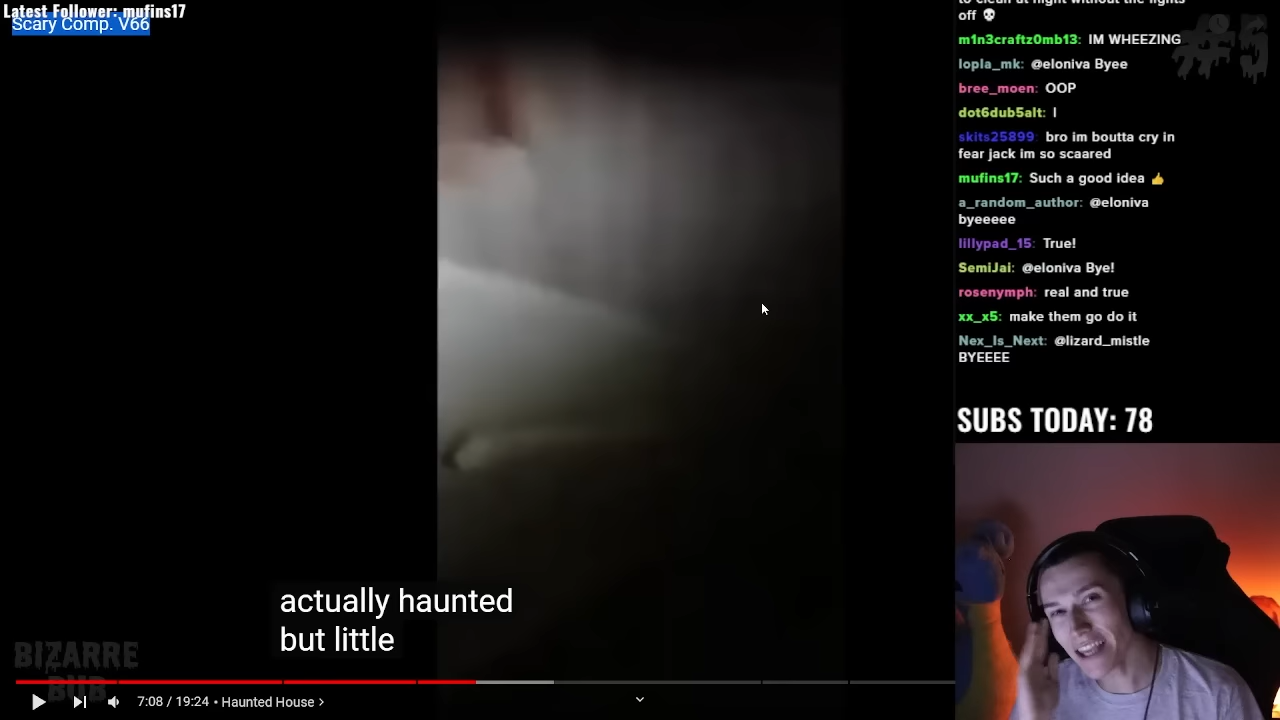 Latest Follower: mufins17
Scary Comp. V66
off 💀
#5
m1n3craftz0mb13: IM WHEEZING
lopla_mk: @eloniva Byee
bree_moen: OOP
dot6dub5alt: I
skits25899: bro im boutta cry in
fear jack im so scaared
mufins17: Such a good idea 👍
a_random_author: @eloniva
byeeeee
lillypad_15: True!
SemiJai: @eloniva Bye!
rosenymph: real and true
xx_x5: make them go do it
Nex_Is_Next: @lizard_mistle
BYEEEE
SUBS TODAY: 78
actually haunted
but little
BIZARRE
BUB
7:08 / 19:24 • Haunted House >